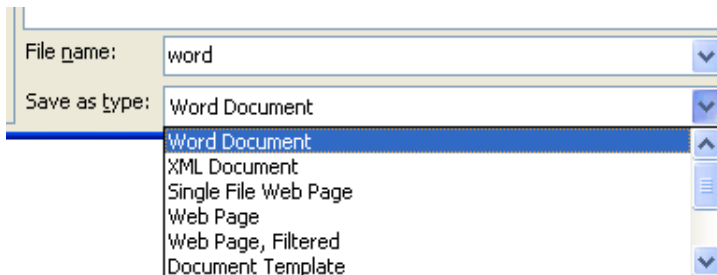 File name: word
Save as type: Word Document
Word Document
XML Document
Single File Web Page
Web Page
Web Page, Filtered
Document Template